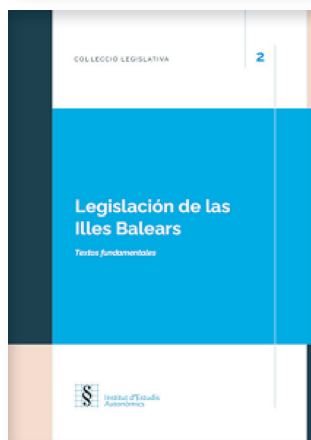 COL·LECCIÓ LEGISLATIVA
2
Legislación de las
Illes Balears
Textos fundamentales
§
Institut d'Estudis
Autonòmics